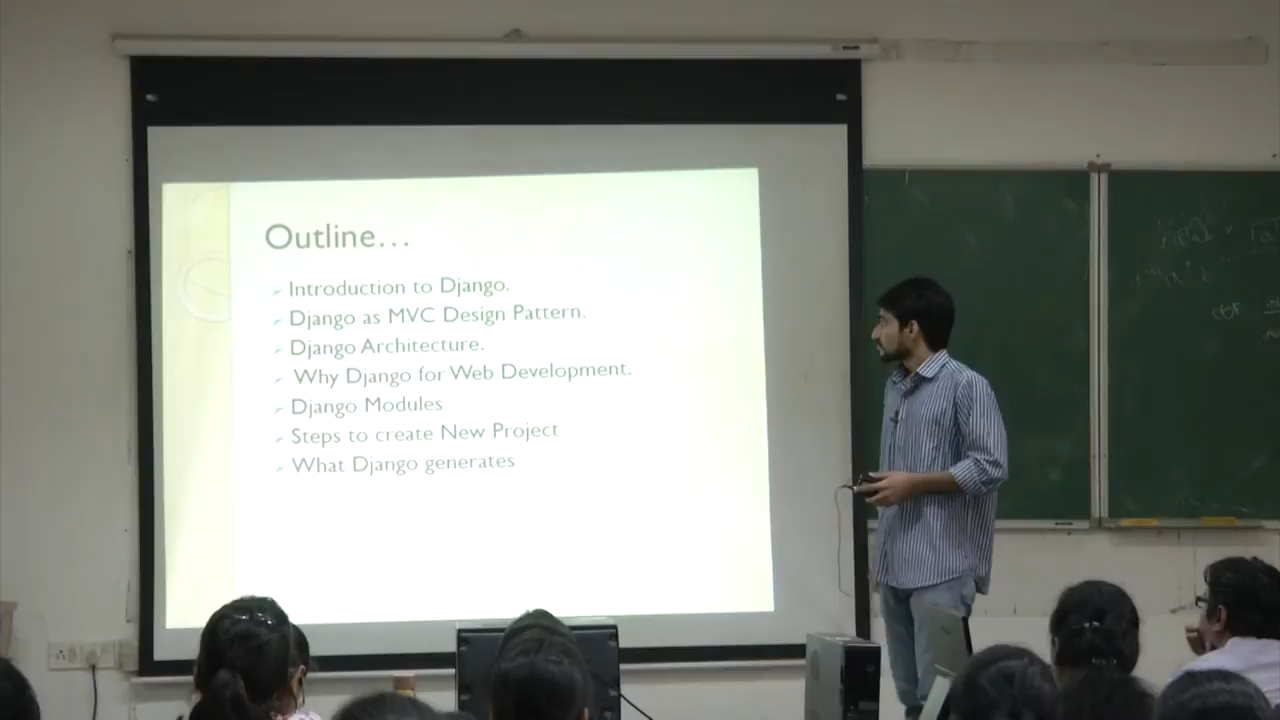 Outline...
Introduction to Django.
Django as MVC Design Pattern.
Django Architecture.
Why Django for Web Development.
Django Modules
Steps to create New Project
What Django generates